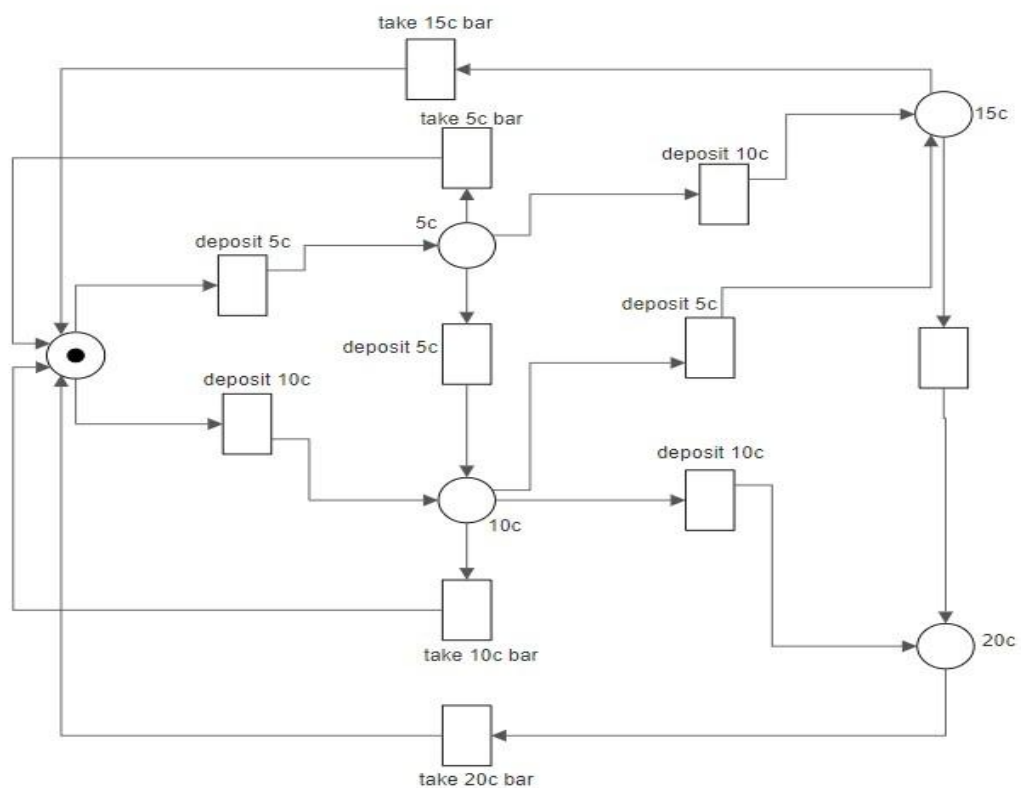 take 15c bar
take 5c bar
15c
deposit 10c
5c
deposit 5c
deposit 5c
deposit 5c
deposit 10c
deposit 10c
10c
20c
take 10c bar
take 20c bar